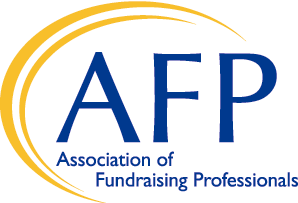 AFP
Association of
Fundraising Professionals